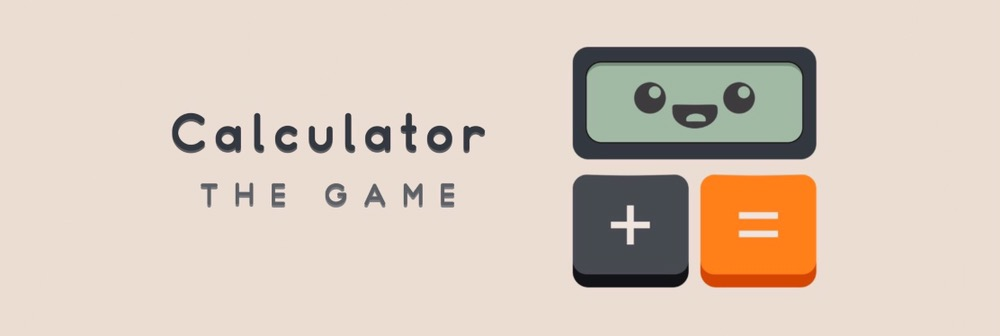 Calculator
THE GAME
+ =